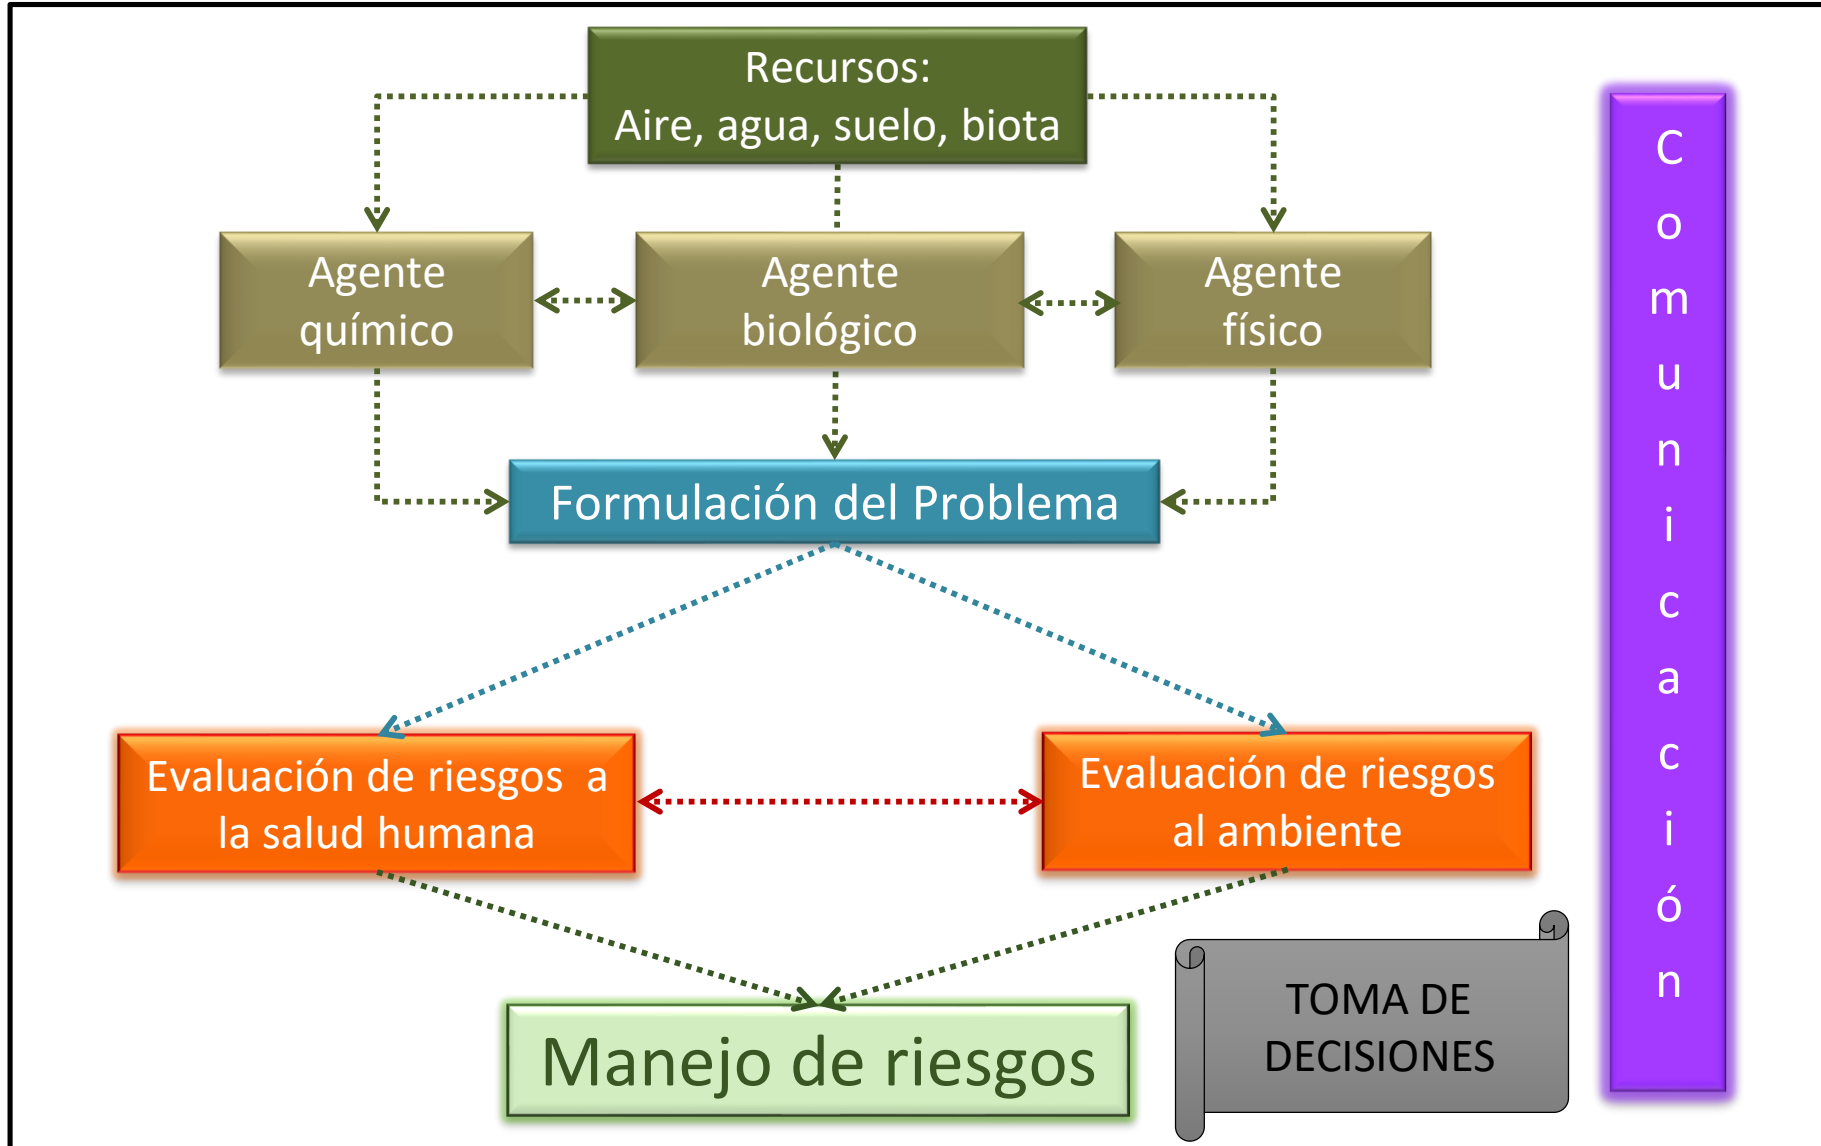 Recursos:
Aire, agua, suelo, biota
Agente
químico
Agente
biológico
Agente
físico
Formulación del Problema
Evaluación de riesgos a
la salud humana
Evaluación de riesgos
al ambiente
Manejo de riesgos
TOMA DE
DECISIONES
C
o
m
u
n
i
c
a
c
i
ó
n